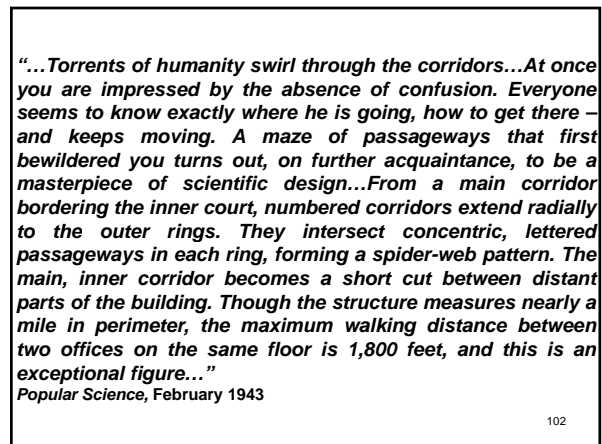 “…Torrents of humanity swirl through the corridors…At once
you are impressed by the absence of confusion. Everyone
seems to know exactly where he is going, how to get there –
and keeps moving. A maze of passageways that first
bewildered you turns out, on further acquaintance, to be a
masterpiece of scientific design…From a main corridor
bordering the inner court, numbered corridors extend radially
to the outer rings. They intersect concentric, lettered
passageways in each ring, forming a spider-web pattern. The
main, inner corridor becomes a short cut between distant
parts of the building. Though the structure measures nearly a
mile in perimeter, the maximum walking distance between
two offices on the same floor is 1,800 feet, and this is an
exceptional figure…”
Popular Science, February 1943
102